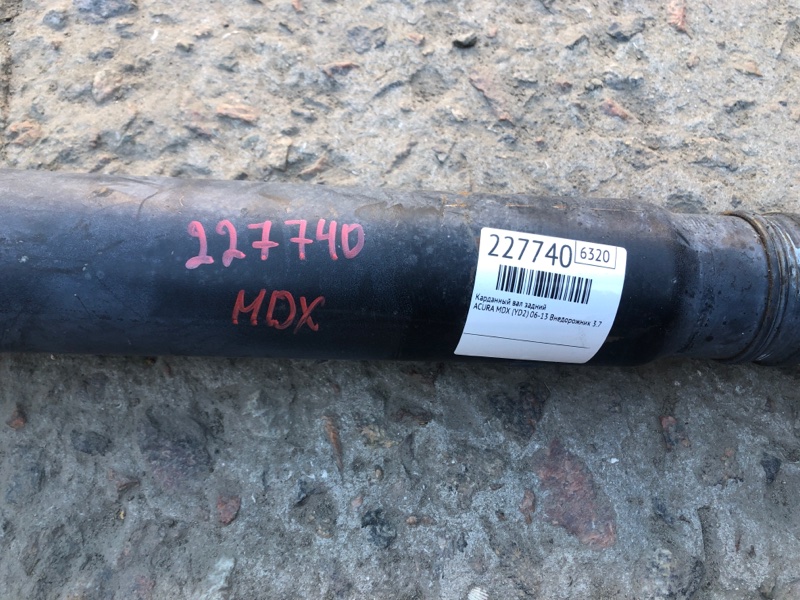 227740
MDX
227740 6320
Карданный вал задний
ACURA MDX (YD2) 06-13 Внедорожник 3.7